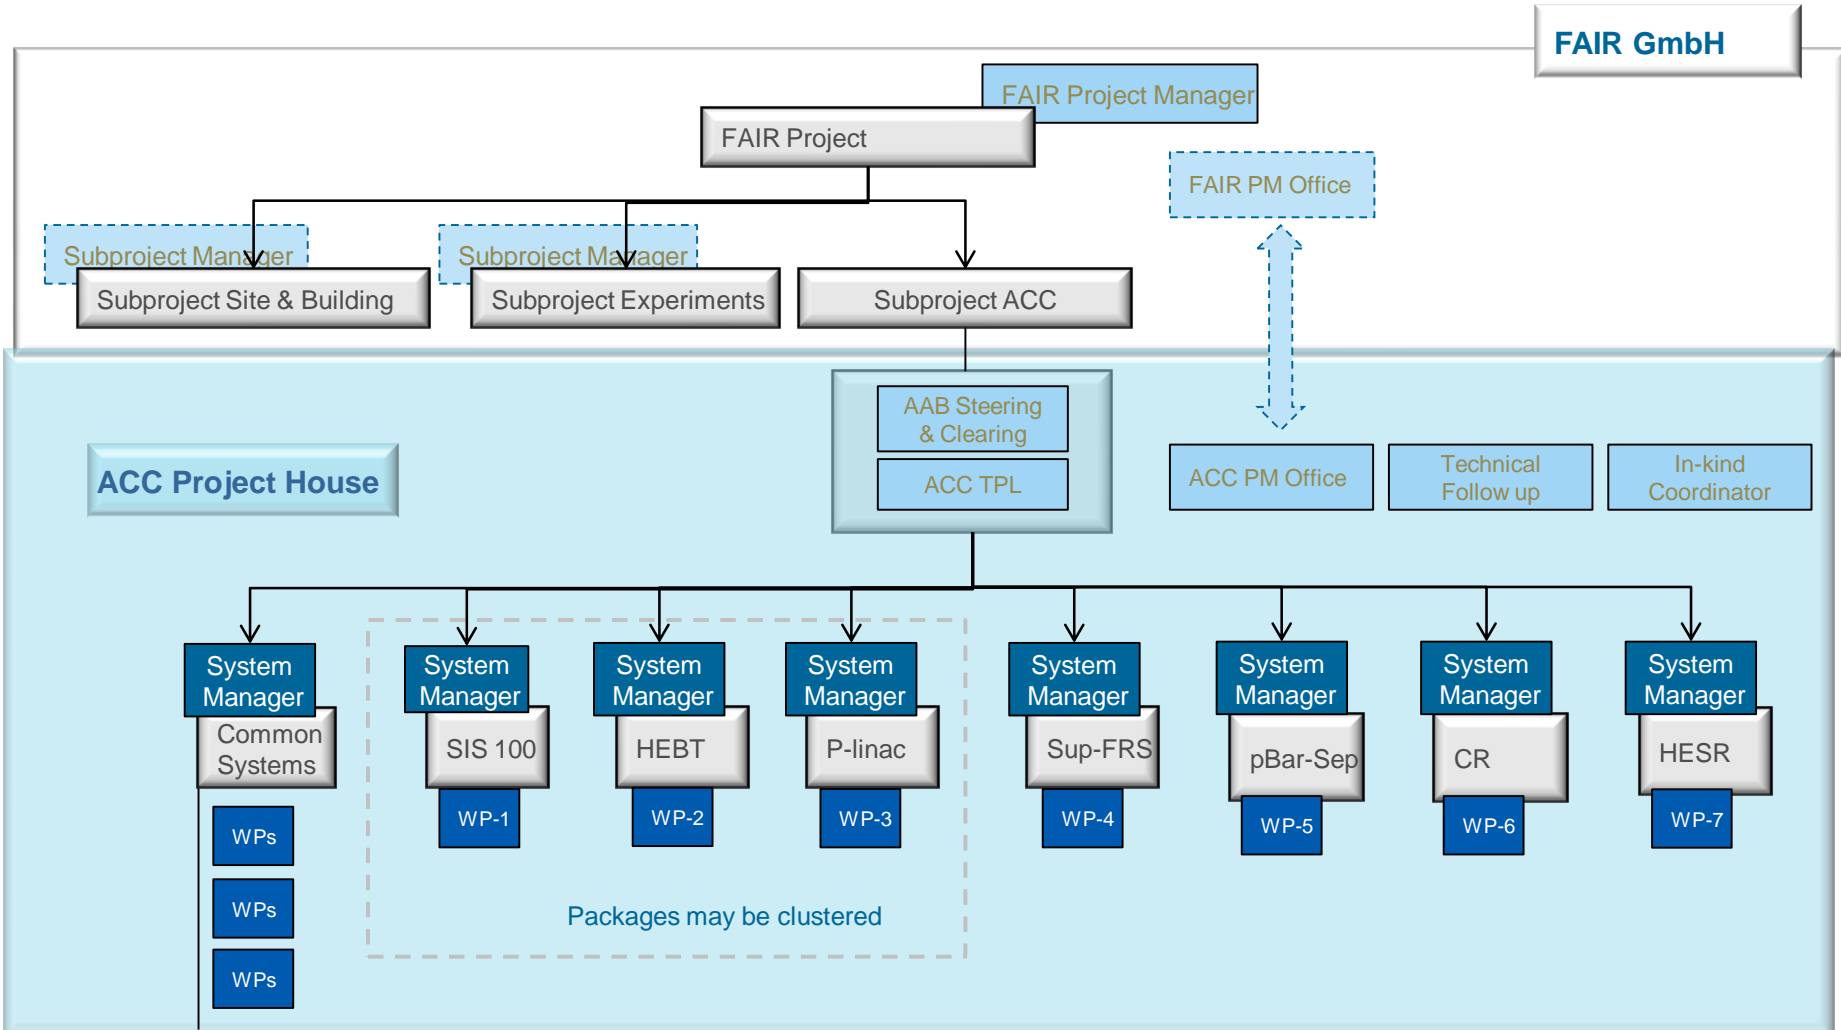 FAIR GmbH
FAIR Project Manager
FAIR Project
FAIR PM Office
Subproject Manager
Subproject Site & Building
Subproject Manager
Subproject Experiments
Subproject ACC
AAB Steering
& Clearing
ACC TPL
ACC Project House
ACC PM Office
Technical
Follow up
In-kind
Coordinator
System
Manager
Common
Systems
WPs
WPs
WPs
System
Manager
SIS 100
WP-1
System
Manager
HEBT
WP-2
System
Manager
P-linac
WP-3
Packages may be clustered
System
Manager
Sup-FRS
WP-4
System
Manager
pBar-Sep
WP-5
System
Manager
CR
WP-6
System
Manager
HESR
WP-7